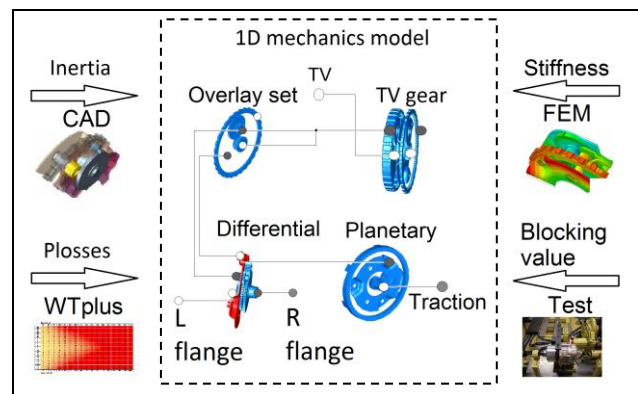 1D mechanics model
Inertia
CAD
Plosses
WTplus
TV
Overlay set
TV gear
Differential
Planetary
Traction
L
flange
R
flange
Stiffness
FEM
Blocking
value
Test